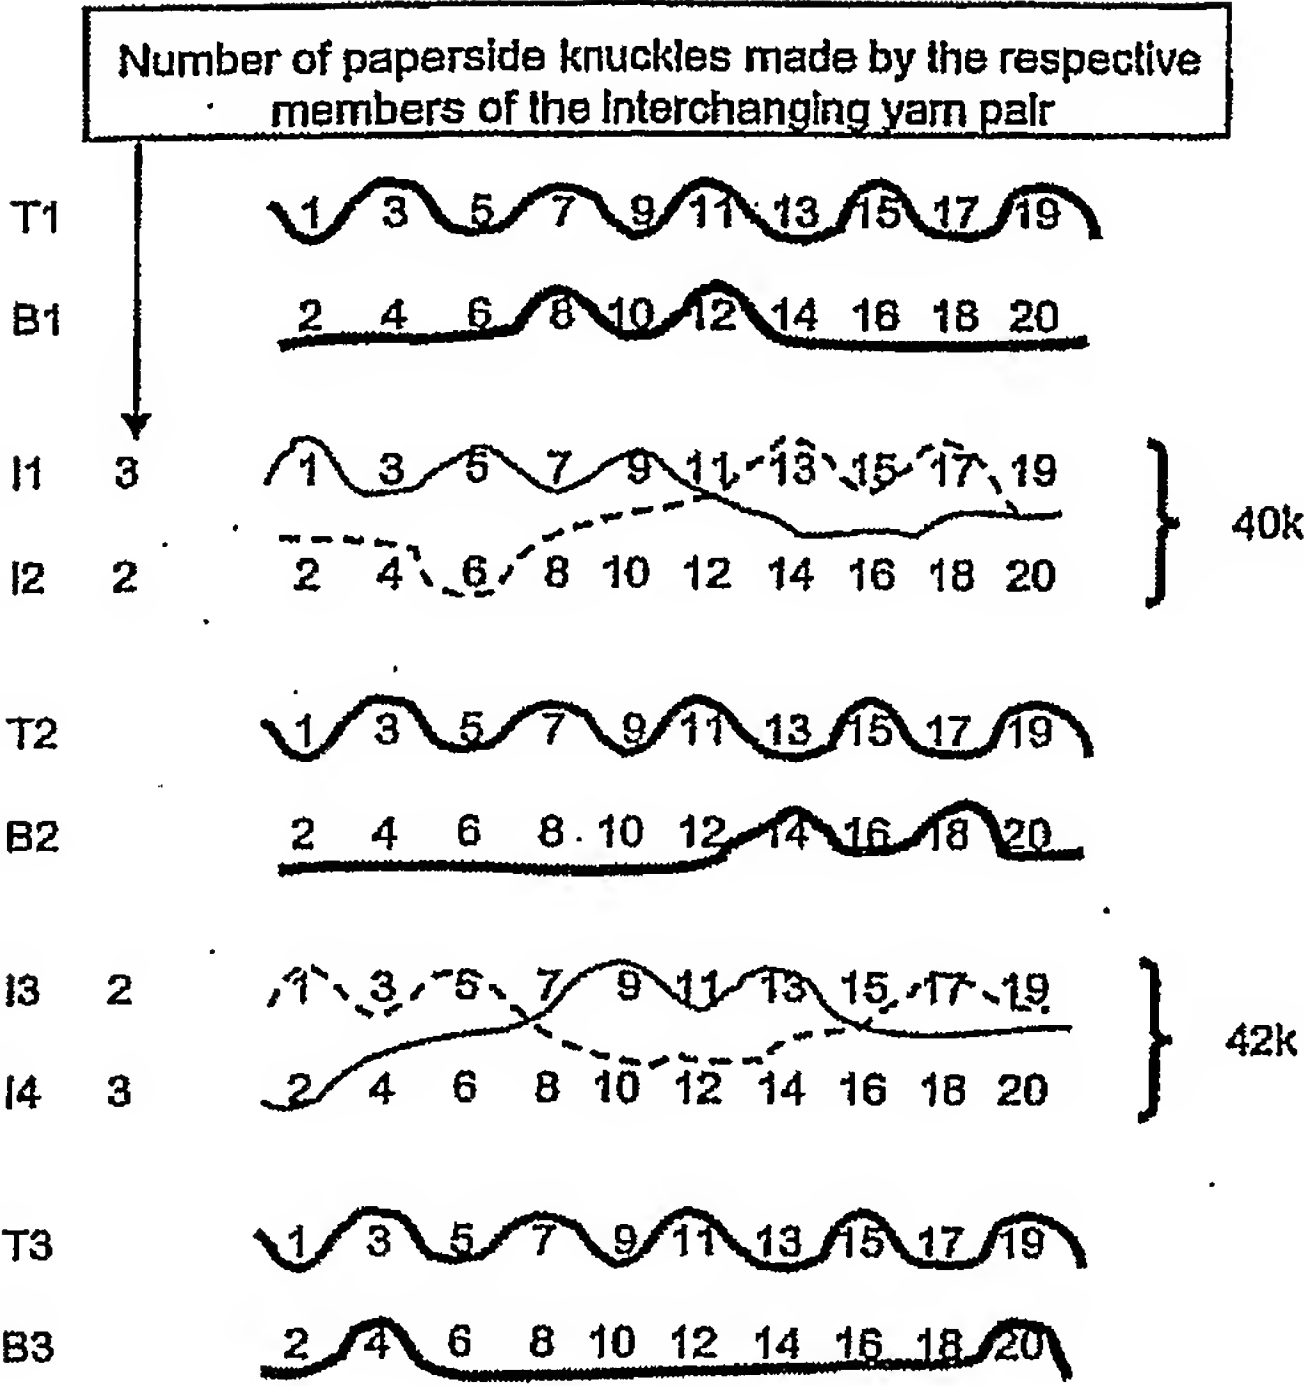 Number of paperside knuckles made by the respective
members of the interchanging yarn pair
T1 1 3 5 7 9 11 13 15 17 19
B1 2 4 6 8 10 12 14 16 18 20
I1 3 1 3 5 7 9 11 13 15 17 19
40k
I2 2 2 4 6 8 10 12 14 16 18 20
T2 1 3 5 7 9 11 13 15 17 19
B2 2 4 6 8 10 12 14 16 18 20
I3 2 1 3 5 7 9 11 13 15 17 19
42k
I4 3 2 4 6 8 10 12 14 16 18 20
T3 1 3 5 7 9 11 13 15 17 19
B3 2 4 6 8 10 12 14 16 18 20